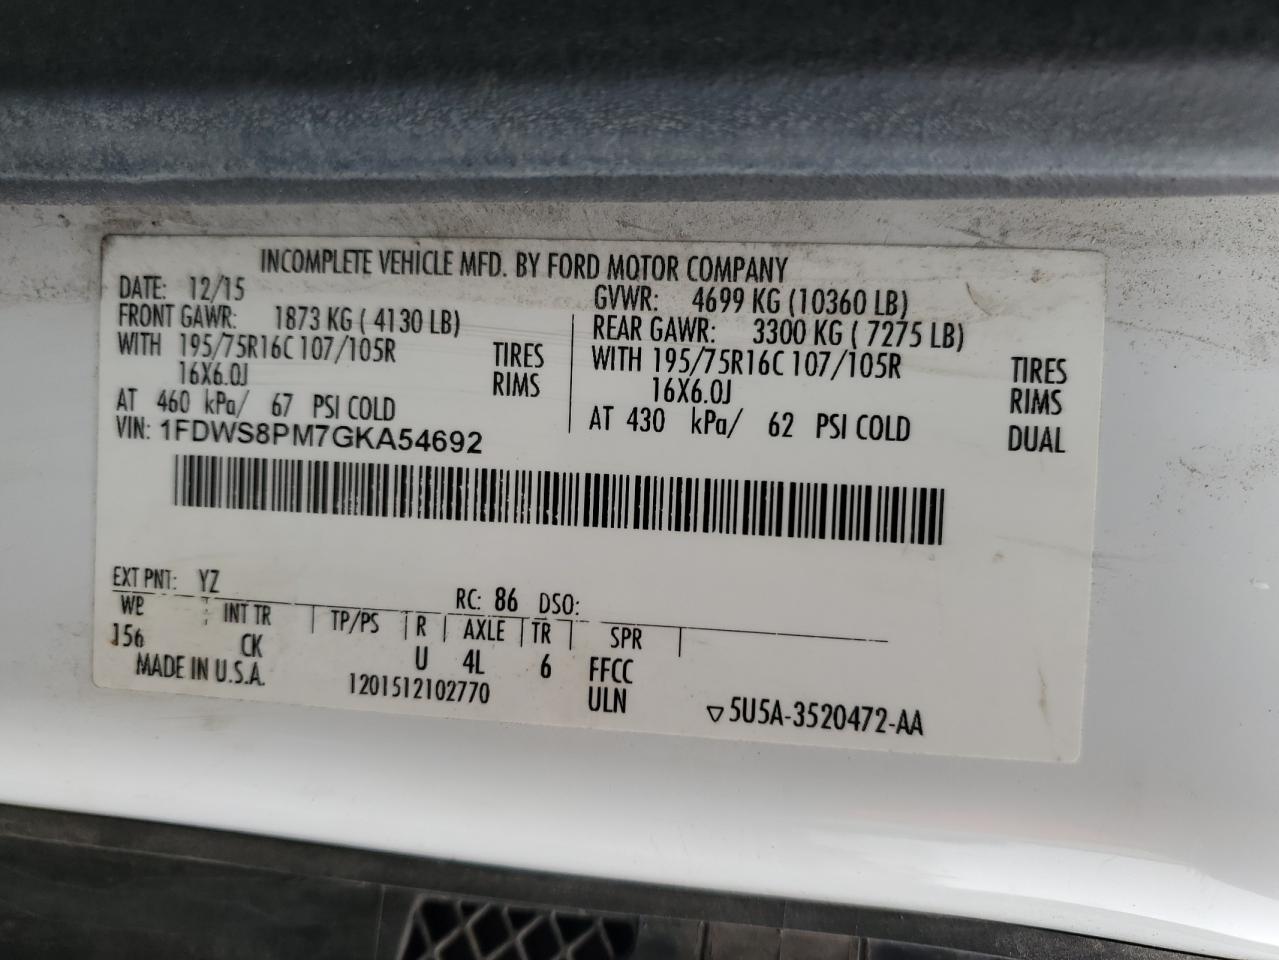 INCOMPLETE VEHICLE MFD. BY FORD MOTOR COMPANY
DATE: 12/15
GVWR: 4699 KG (10360 LB)
FRONT GAWR: 1873 KG ( 4130 LB)
REAR GAWR: 3300 KG ( 7275 LB)
WITH 195/75R16C 107/105R TIRES
WITH 195/75R16C 107/105R TIRES
16X6.0J RIMS
16X6.0J RIMS
AT 460 kPa/ 67 PSI COLD
AT 430 kPa/ 62 PSI COLD DUAL
VIN: 1FDWS8PM7GKA54692
EXT PNT: YZ RC: 86 DSO:
WB INT TR TP/PS R AXLE TR SPR
156 CK U 4L 6 FFCC
MADE IN U.S.A. 1201512102770 ULN ▽5U5A-3520472-AA